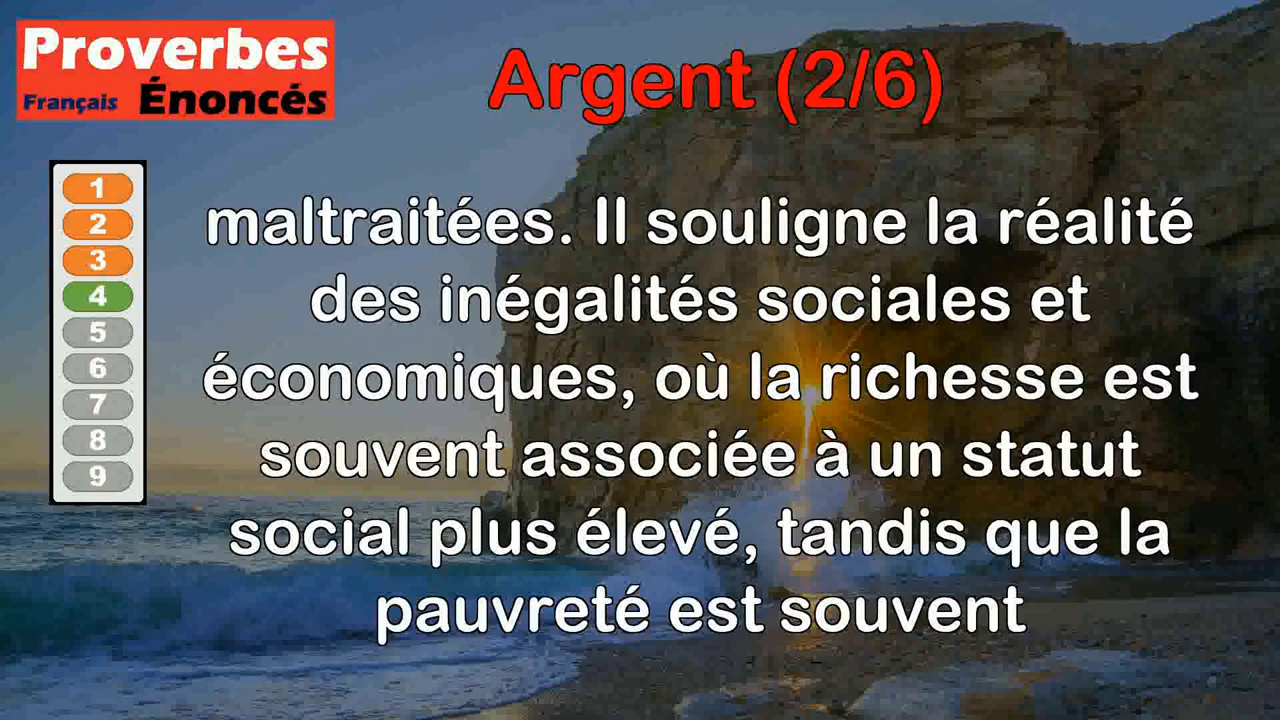 Proverbes
Français Énoncés
Argent (2/6)
1
2
3
4
5
6
7
8
9
maltraitées. Il souligne la réalité
des inégalités sociales et
économiques, où la richesse est
souvent associée à un statut
social plus élevé, tandis que la
pauvreté est souvent